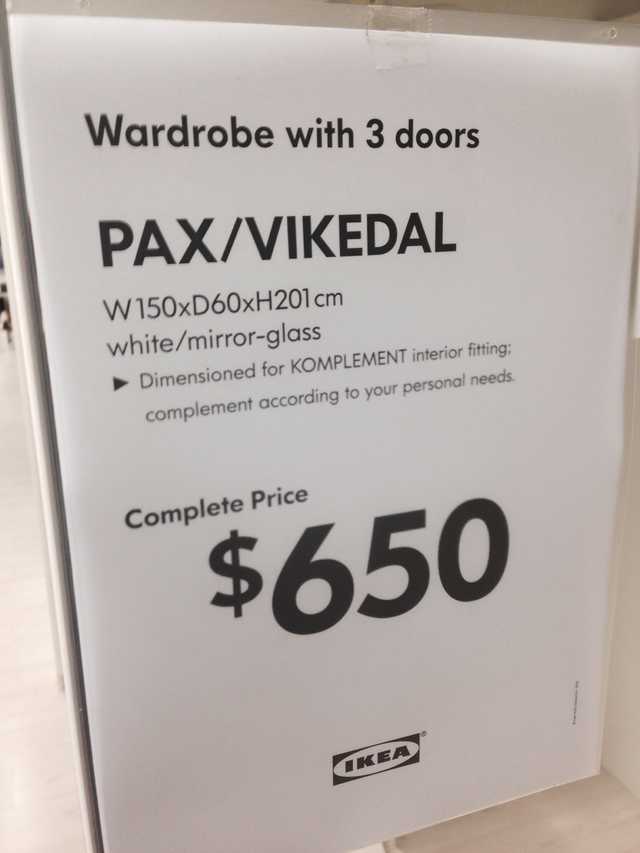 Wardrobe with 3 doors
PAX/VIKEDAL
W150xD60xH201cm
white/mirror-glass
► Dimensioned for KOMPLEMENT interior fitting;
complement according to your personal needs.
Complete Price
$650
IKEA®